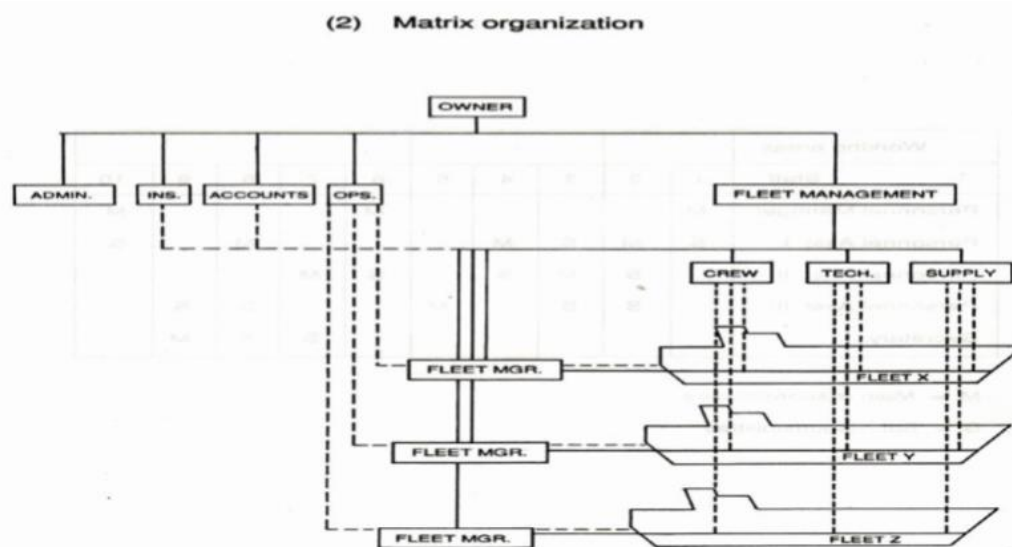 (2) Matrix organization
OWNER
ADMIN. INS. ACCOUNTS OPS. FLEET MANAGEMENT
CREW TECH. SUPPLY
FLEET MGR. FLEET X
FLEET MGR. FLEET Y
FLEET MGR. FLEET Z